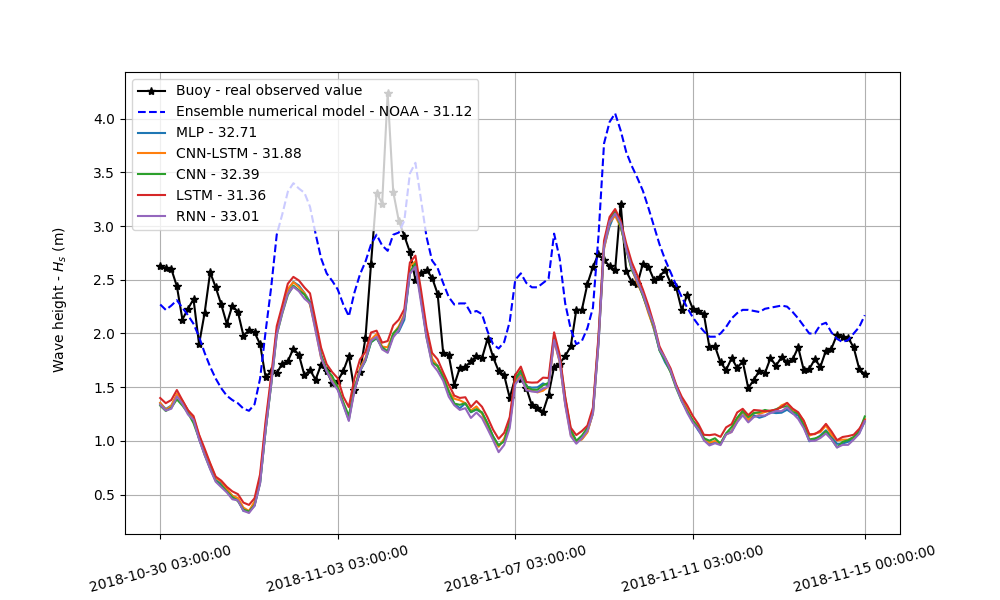 Buoy - real observed value
Ensemble numerical model - NOAA - 31.12
MLP - 32.71
CNN-LSTM - 31.88
CNN - 32.39
LSTM - 31.36
RNN - 33.01
Wave height - Hs (m)
4.0
3.5
3.0
2.5
2.0
1.5
1.0
0.5
2018-10-30 03:00:00
2018-11-03 03:00:00
2018-11-07 03:00:00
2018-11-11 03:00:00
2018-11-15 00:00:00